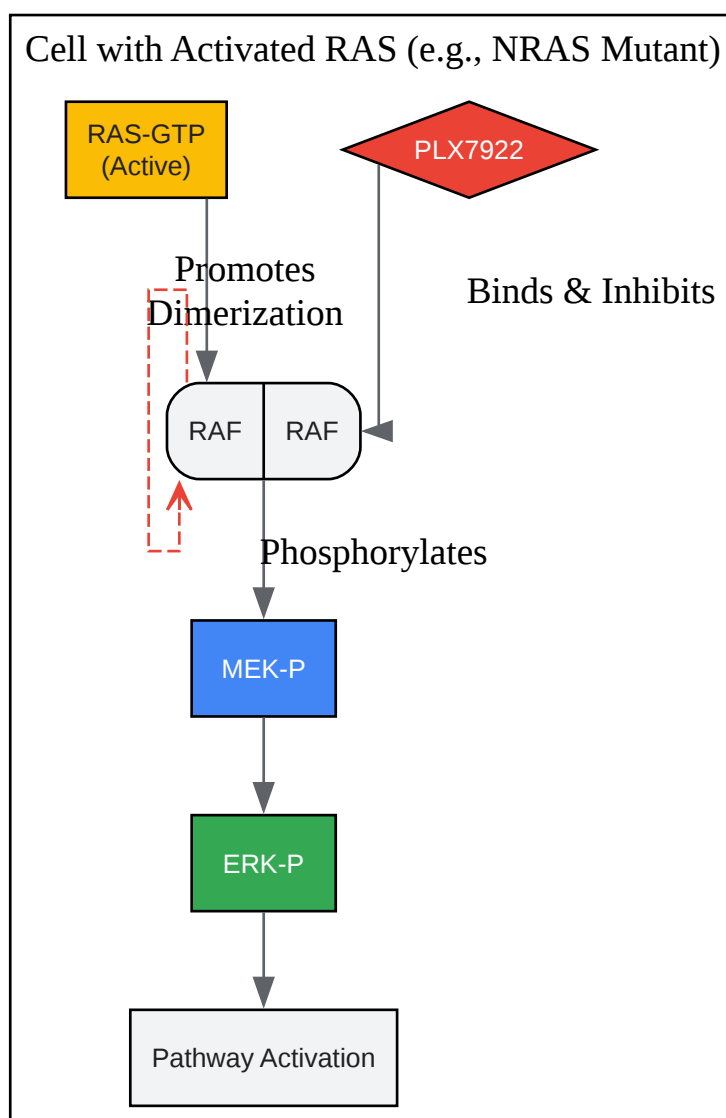 Cell with Activated RAS (e.g., NRAS Mutant)
RAS-GTP
(Active)
PLX7922
Promotes
Dimerization
Binds & Inhibits
RAF
RAF
Phosphorylates
MEK-P
ERK-P
Pathway Activation